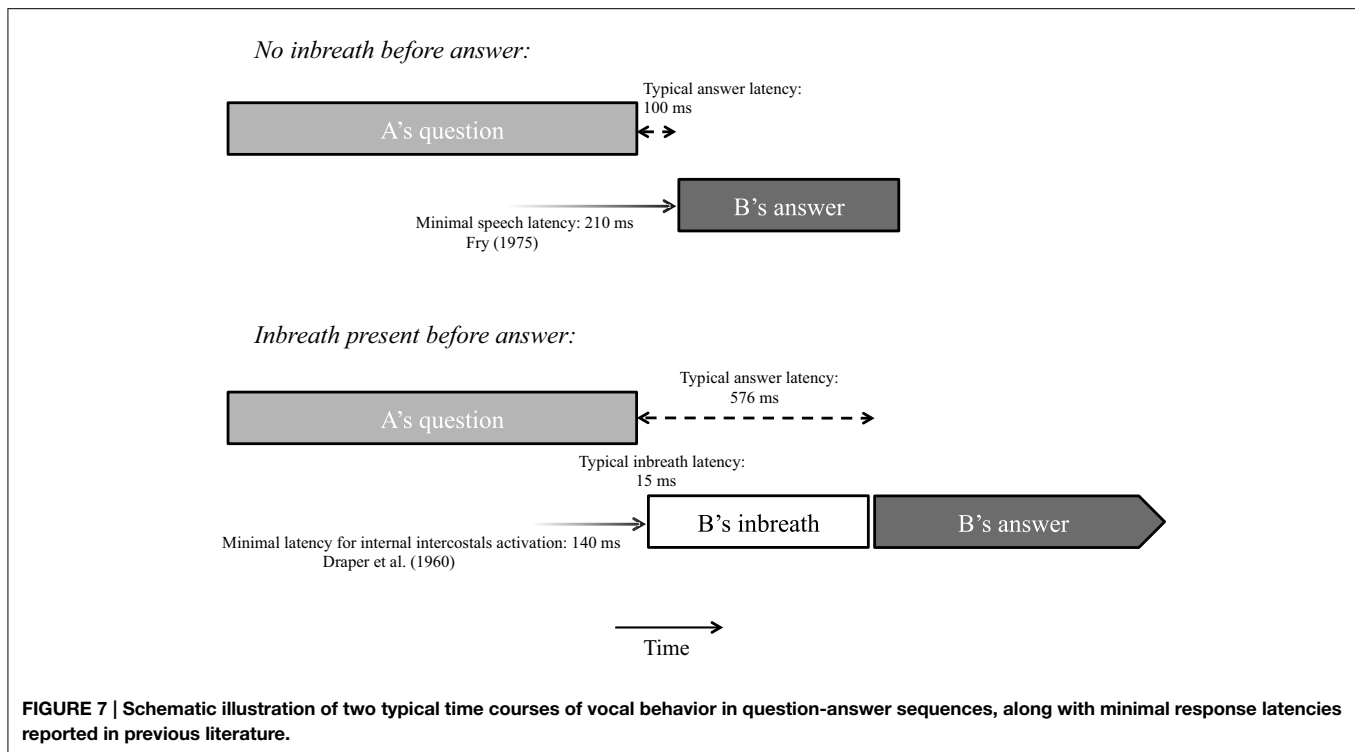 No inbreath before answer:
Typical answer latency:
100 ms
A's question
B's answer
Minimal speech latency: 210 ms
Fry (1975)
Inbreath present before answer:
Typical answer latency:
576 ms
A's question
Typical inbreath latency:
15 ms
B's inbreath
B's answer
Minimal latency for internal intercostals activation: 140 ms
Draper et al. (1960)
Time
FIGURE 7 | Schematic illustration of two typical time courses of vocal behavior in question-answer sequences, along with minimal response latencies
reported in previous literature.